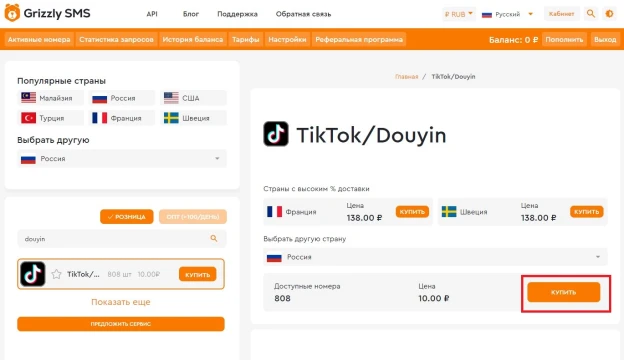 Grizzly SMS
API
Блог
Поддержка
Обратная связь
₽ RUB
Русский
Кабинет
Активные номера
Статистика запросов
История баланса
Тарифы
Настройки
Реферальная программа
Баланс: 0 ₽
Пополнить
Выход
Популярные страны
Малайзия
Россия
США
Турция
Франция
Швеция
Выбрать другую
Россия
РОЗНИЦА
ОПТ (>100/ДЕНЬ)
douyin
TikTok/...
808 шт
10.00₽
КУПИТЬ
Показать еще
ПРЕДЛОЖИТЬ СЕРВИС
Главная / TikTok/Douyin
TikTok/Douyin
Страны с высоким % доставки
Франция
Цена
138.00 ₽
КУПИТЬ
Швеция
Цена
138.00 ₽
КУПИТЬ
Выбрать другую страну
Россия
Доступные номера
808
Цена
10.00 ₽
КУПИТЬ